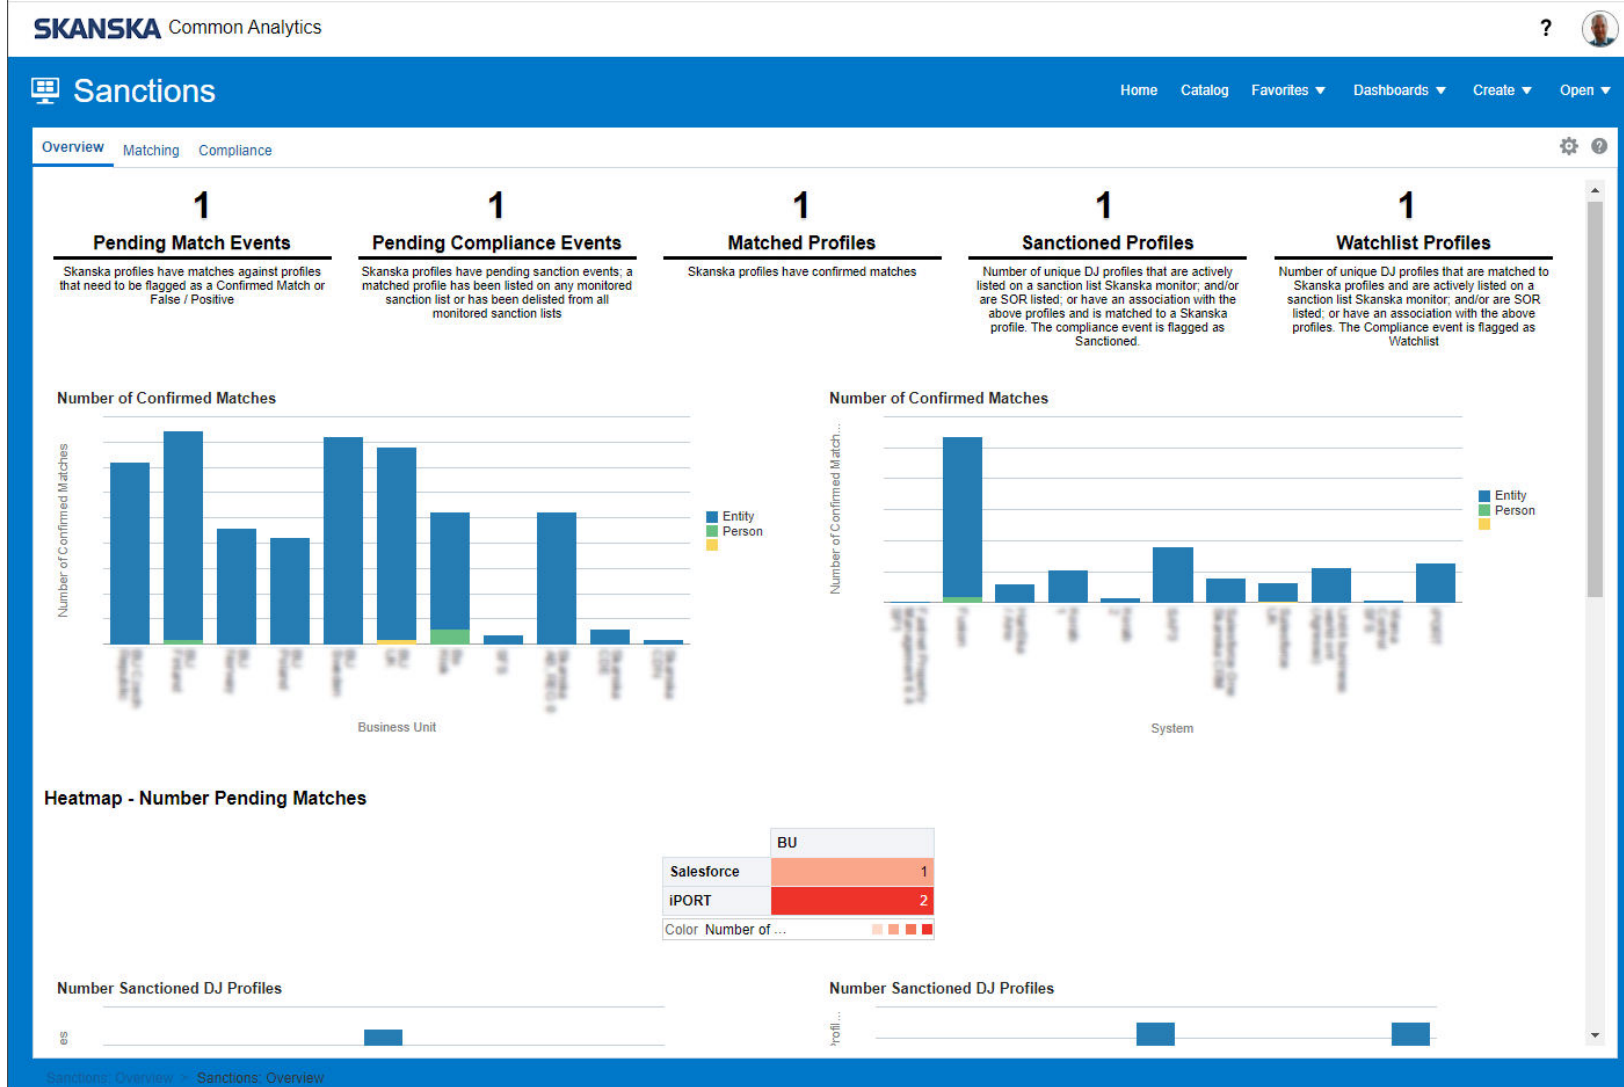 SKANSKA Common Analytics
?
Sanctions
Home Catalog Favorites Dashboards Create Open
Overview Matching Compliance
?
1
Pending Match Events
Skanska profiles have matches against profiles
that need to be flagged as a Confirmed Match or
False / Positive
1
Pending Compliance Events
Skanska profiles have pending sanction events; a
matched profile has been listed on any monitored
sanction list or has been delisted from all
monitored sanction lists
1
Matched Profiles
Skanska profiles have confirmed matches
1
Sanctioned Profiles
Number of unique DJ profiles that are actively
listed on a sanction list Skanska monitor; and/or
are SOR listed; or have an association with the
above profiles and is matched to a Skanska
profile. The compliance event is flagged as
Sanctioned.
1
Watchlist Profiles
Number of unique DJ profiles that are matched to
Skanska profiles and are actively listed on a
sanction list Skanska monitor; and/or are SOR
listed; or have an association with the above
profiles. The Compliance event is flagged as
Watchlist
Number of Confirmed Matches
Number of Confirmed Matches
Entity
Person
Business Unit
Number of Confirmed Matches
Number of Confirmed Match...
Entity
Person
System
Heatmap - Number Pending Matches
BU
Salesforce 1
iPORT 2
Color Number of ...
Number Sanctioned DJ Profiles
es
Number Sanctioned DJ Profiles
Profil...
Sanctions: Overview > Sanctions: Overview